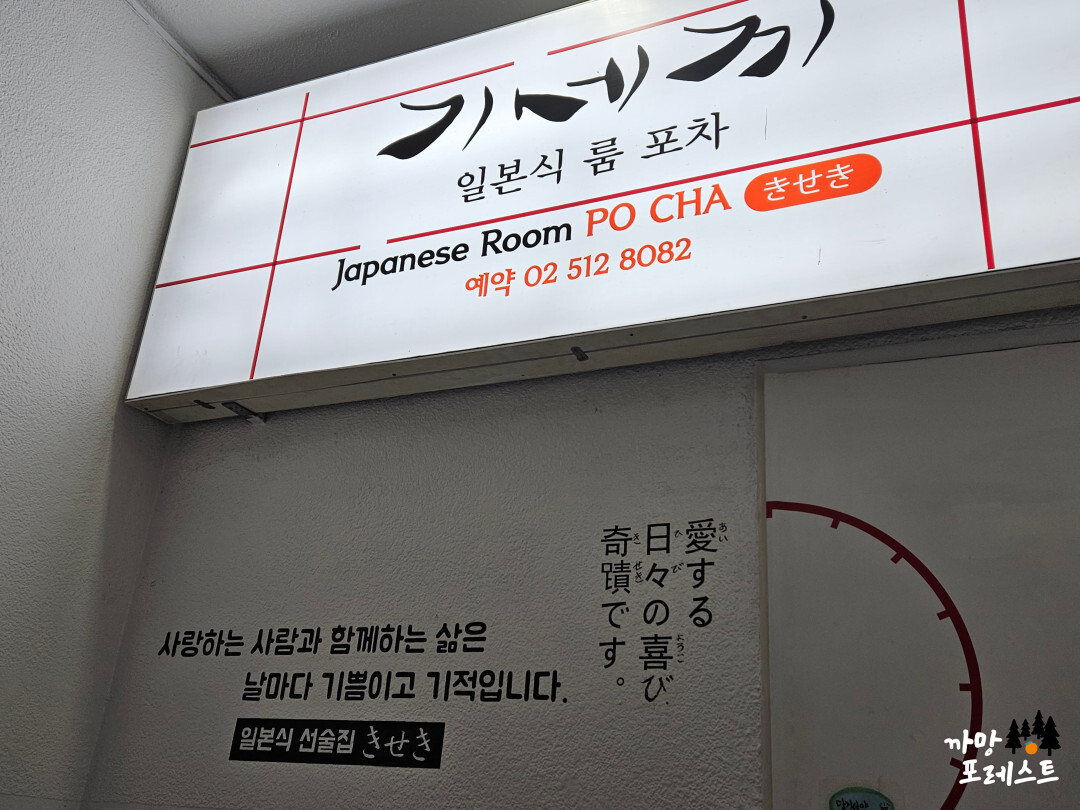 기세끼
일본식 룸 포차
Japanese Room PO CHA きせき
예약 02 512 8082
愛する
日々の喜び
奇蹟です。
사랑하는 사람과 함께하는 삶은
날마다 기쁨이고 기적입니다.
일본식 선술집 きせき
까망
포레스트